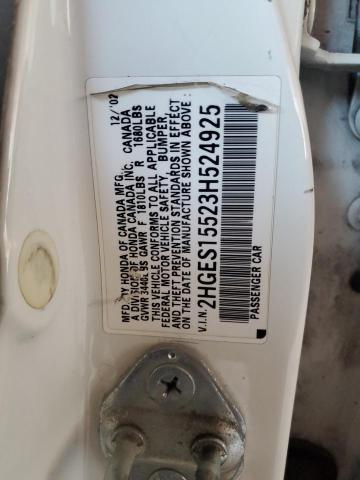 MFD. BY HONDA OF CANADA MFG., 12/'02
A DIVISION OF HONDA CANADA INC. CANADA
GVWR 3440LBS GAWR F 1810LBS R 1680LBS
THIS VEHICLE CONFORMS TO ALL APPLICABLE
FEDERAL MOTOR VEHICLE SAFETY, BUMPER,
AND THEFT PREVENTION STANDARDS IN EFFECT
ON THE DATE OF MANUFACTURE SHOWN ABOVE:
V.I.N. 2HGES15523H524925
PASSENGER CAR